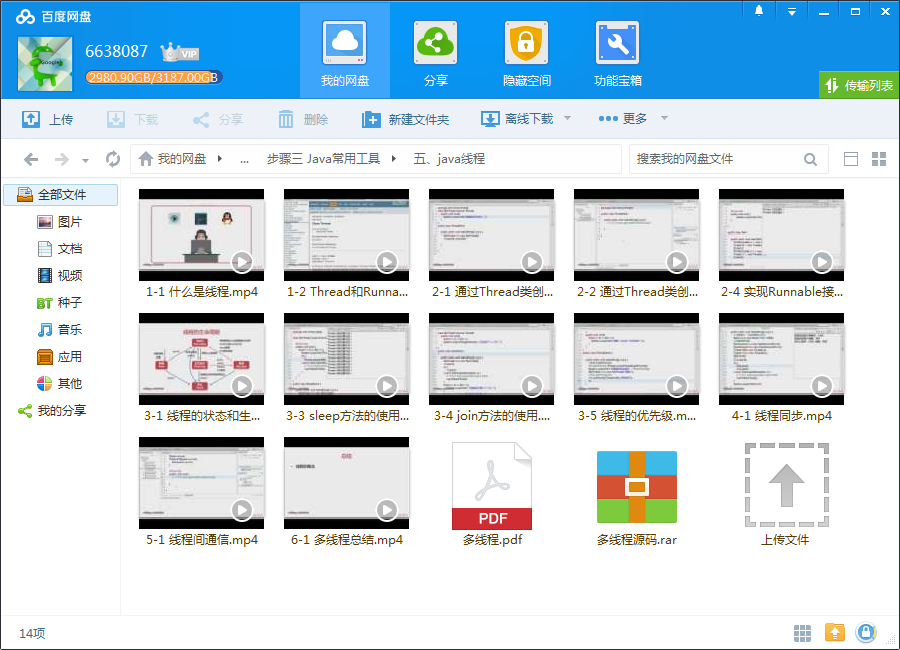 百度网盘
6638087 VIP
2980.90GB/3187.00GB
我的网盘
分享
隐藏空间
功能宝箱
传输列表
上传
下载
分享
删除
新建文件夹
离线下载
更多
我的网盘
...
步骤三 Java常用工具
五、java线程
搜索我的网盘文件
全部文件
图片
文档
视频
BT 种子
音乐
应用
其他
我的分享
1-1 什么是线程.mp4
1-2 Thread和Runna...
2-1 通过Thread类创...
2-2 通过Thread类创...
2-4 实现Runnable接...
线程的生命周期
3-1 线程的状态和生...
3-3 sleep方法的使用...
3-4 join方法的使用....
3-5 线程的优先级.m...
4-1 线程同步.mp4
总结
PDF
5-1 线程间通信.mp4
6-1 多线程总结.mp4
多线程.pdf
多线程源码.rar
上传文件
14项